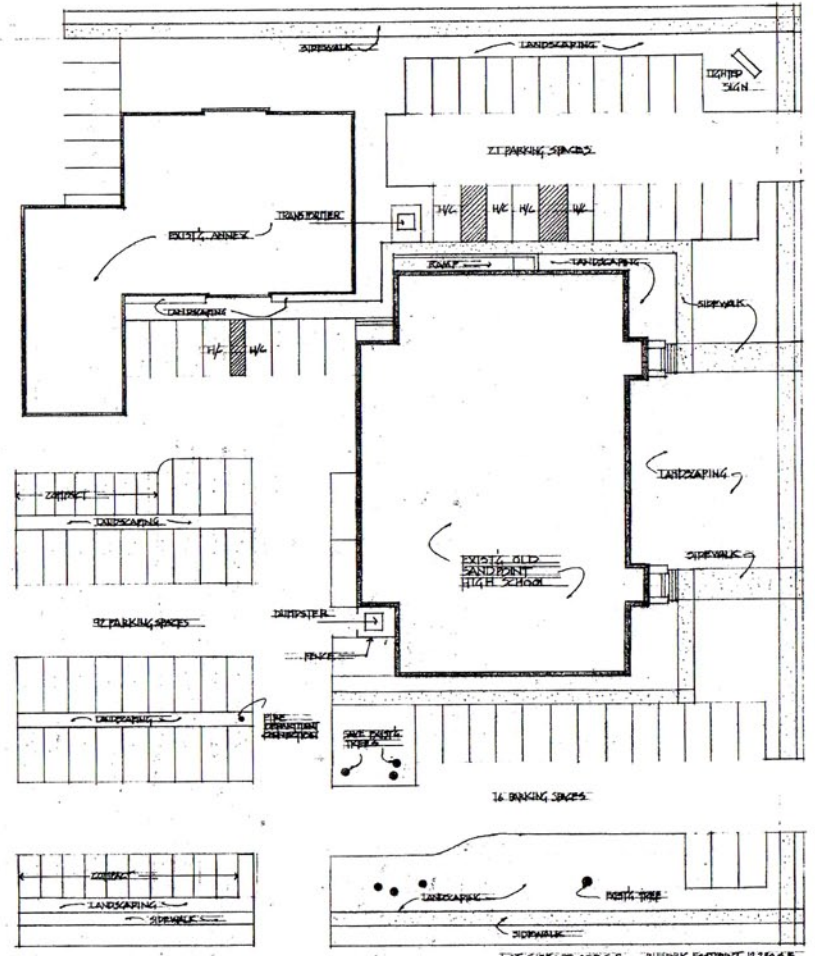 SIDEWALK
LANDSCAPING
LIGHTED
SIGN
21 PARKING SPACES
H/C
H/C
H/C
H/C
TRANSFORMER
EXIST'G ANNEX
RAMP
LANDSCAPING
SIDEWALK
LANDSCAPING
H/C
H/C
COMPACT
LANDSCAPING
LANDSCAPING
EXIST'G OLD
SANDPOINT
HIGH SCHOOL
SIDEWALK
DUMPSTER
92 PARKING SPACES
FENCE
LANDSCAPING
FIRE
DEPARTMENT
CONNECTION
SAVE EXIST'G
TREES
16 PARKING SPACES
COMPACT
LANDSCAPING
SIDEWALK
LANDSCAPING
EXIST'G TREE
SIDEWALK